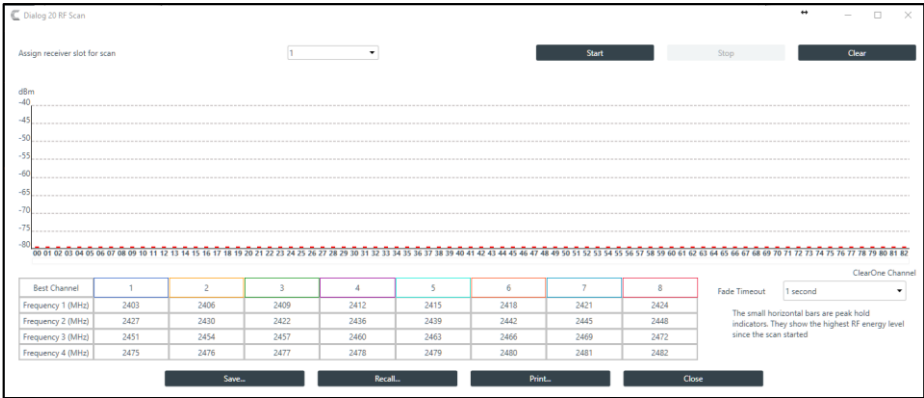 Dialog 20 RF Scan
Assign receiver slot for scan 1 Start Stop Clear
dBm
-40
-45
-50
-55
-60
-65
-70
-75
-80
00 01 02 03 04 05 06 07 08 09 10 11 12 13 14 15 16 17 18 19 20 21 22 23 24 25 26 27 28 29 30 31 32 33 34 35 36 37 38 39 40 41 42 43 44 45 46 47 48 49 50 51 52 53 54 55 56 57 58 59 60 61 62 63 64 65 66 67 68 69 70 71 72 73 74 75 76 77 78 79 80 81 82
ClearOne Channel
Best Channel 1 2 3 4 5 6 7 8
Frequency 1 (MHz) 2403 2406 2409 2412 2415 2418 2421 2424
Frequency 2 (MHz) 2427 2430 2422 2436 2439 2442 2445 2448
Frequency 3 (MHz) 2451 2454 2457 2460 2463 2466 2469 2472
Frequency 4 (MHz) 2475 2476 2477 2478 2479 2480 2481 2482
Fade Timeout 1 second
The small horizontal bars are peak hold
indicators. They show the highest RF energy level
since the scan started
Save... Recall... Print... Close